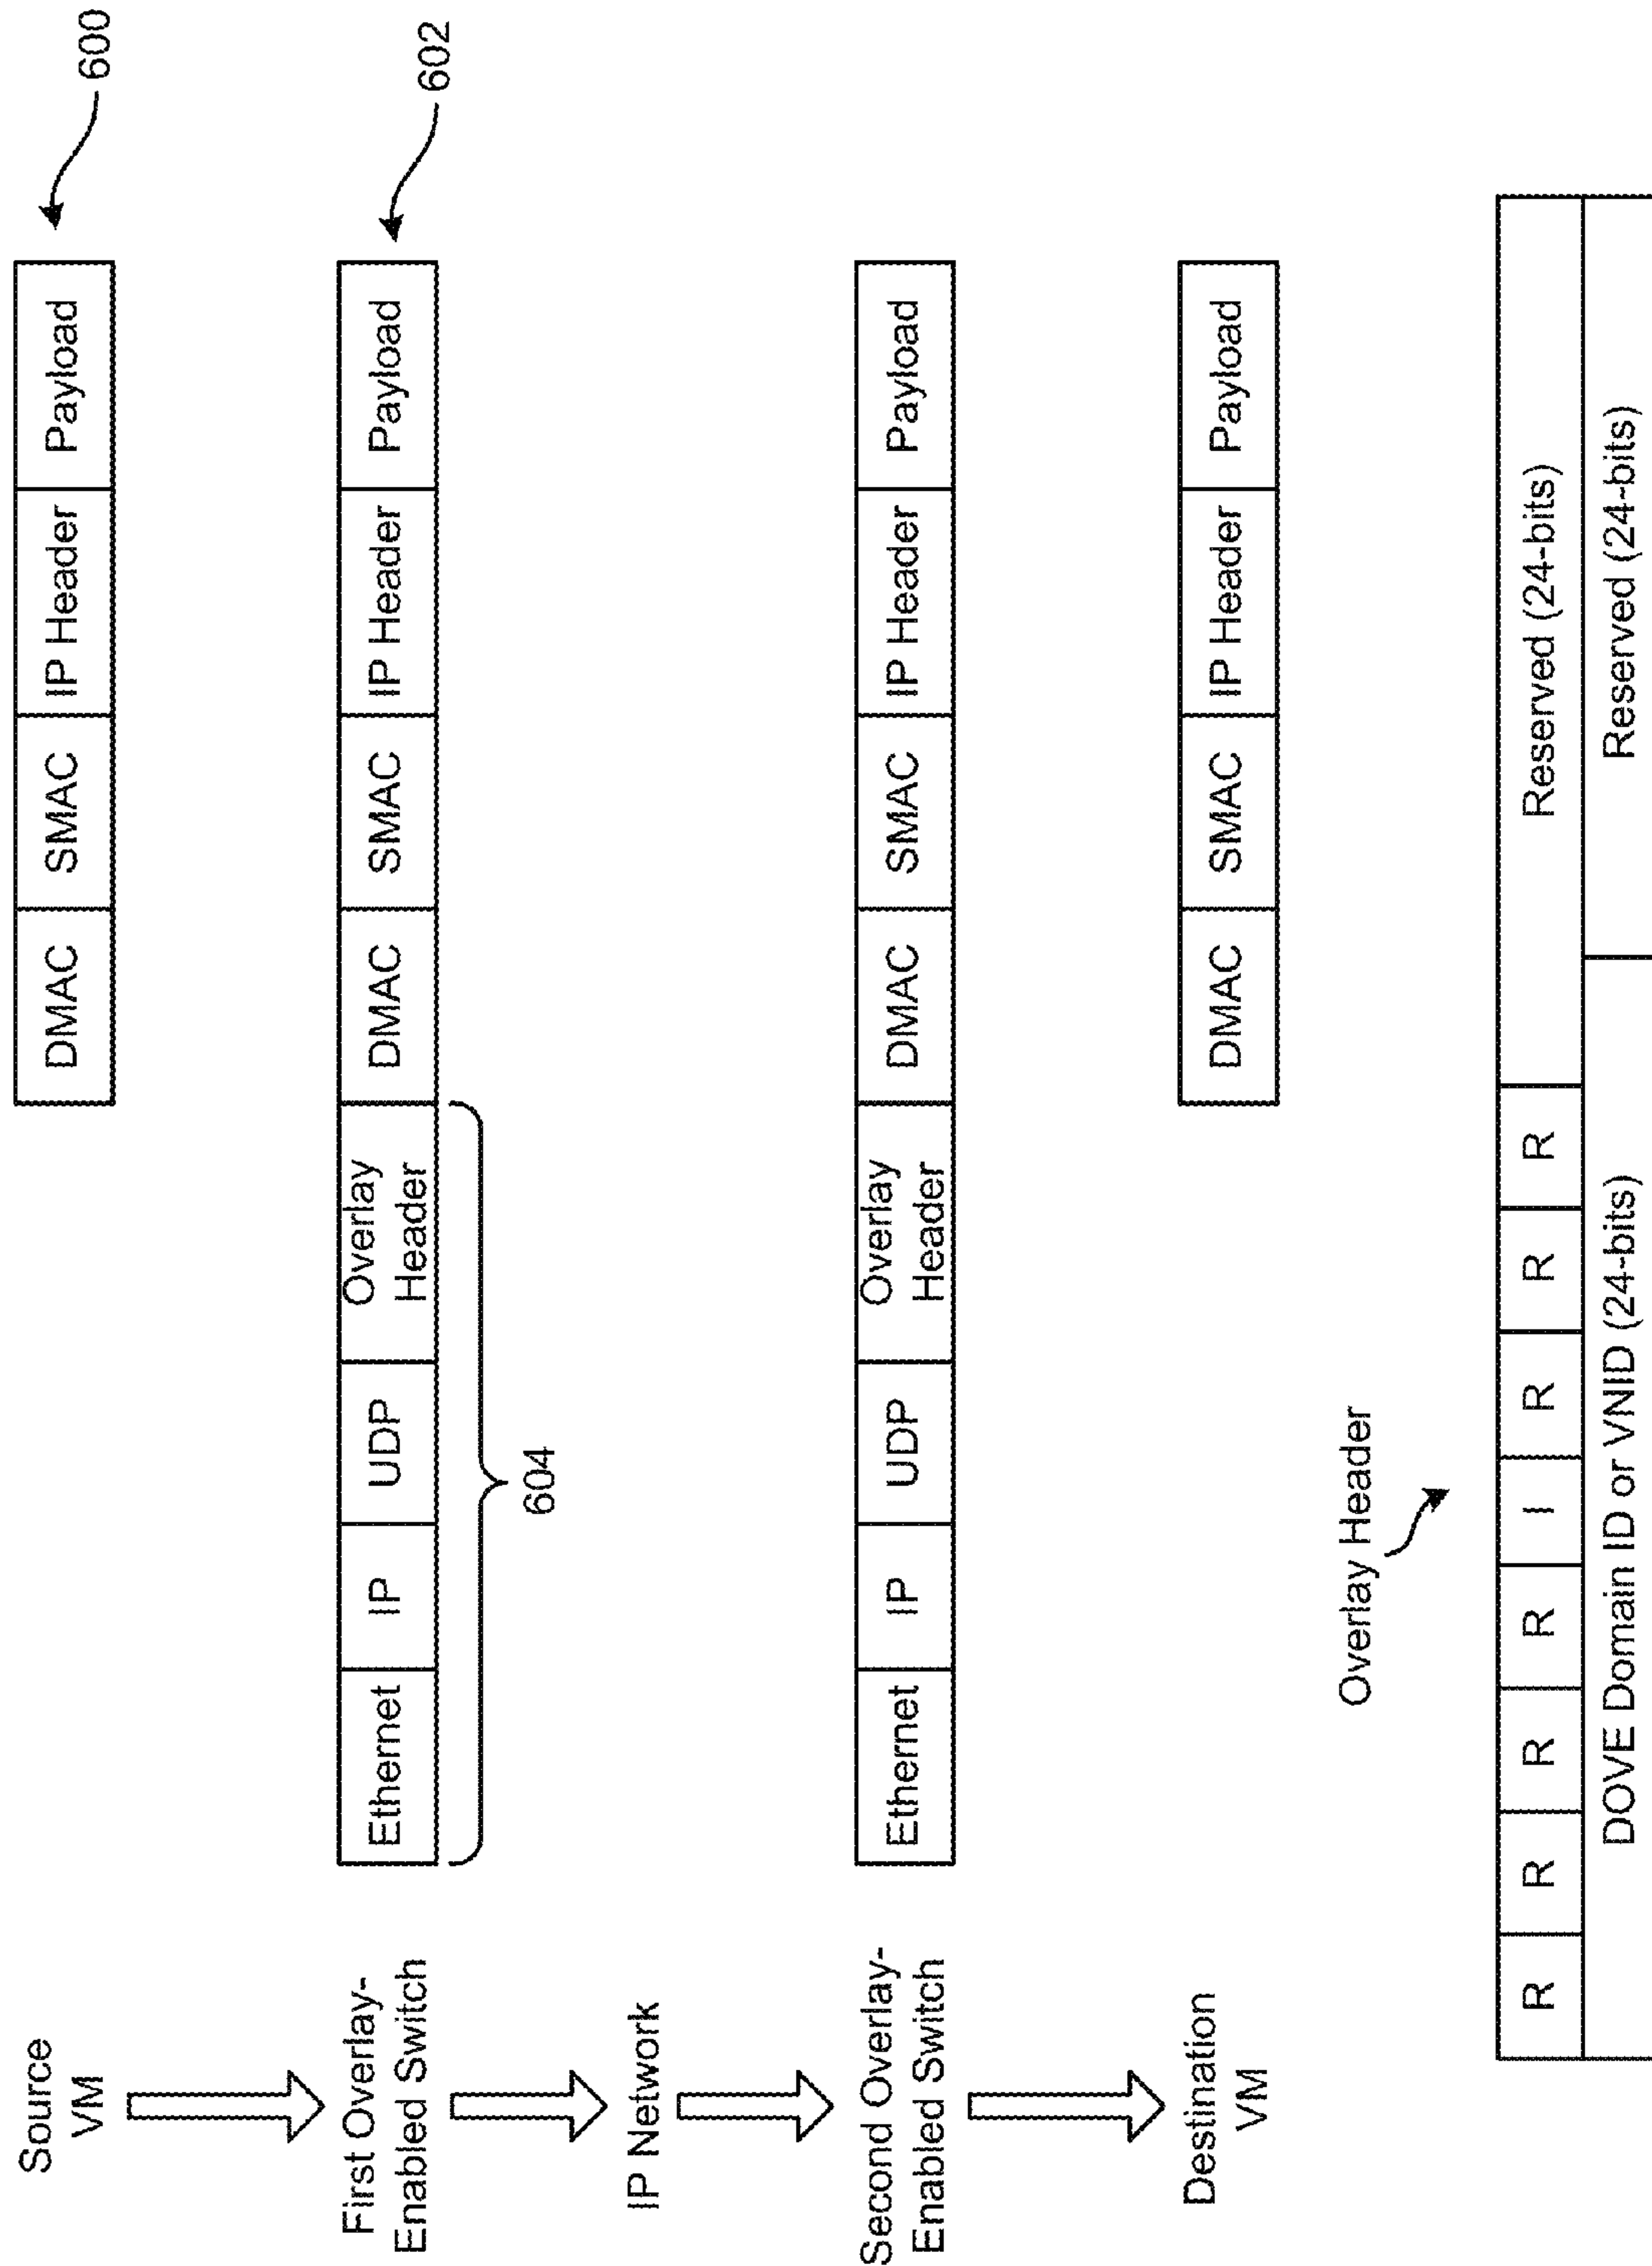 Source
VM
DMAC SMAC IP Header Payload
600
First Overlay-
Enabled Switch
Ethernet IP UDP Overlay
Header DMAC SMAC IP Header Payload
602
604
IP Network
Second Overlay-
Enabled Switch
Ethernet IP UDP Overlay
Header DMAC SMAC IP Header Payload
Destination
VM
DMAC SMAC IP Header Payload
Overlay Header
R R R R I R R R Reserved (24-bits)
DOVE Domain ID or VNID (24-bits) Reserved (24-bits)